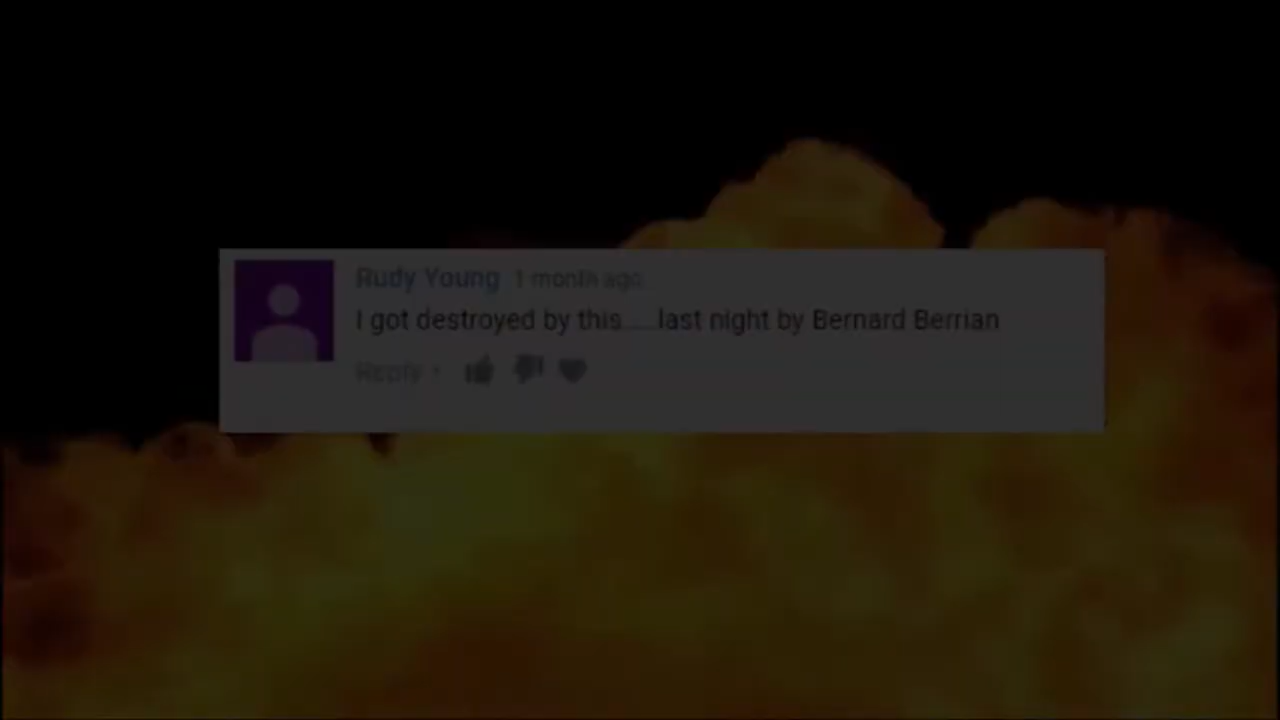 Rudy Young 1 month ago
I got destroyed by this.....last night by Bernard Berrian
Reply •